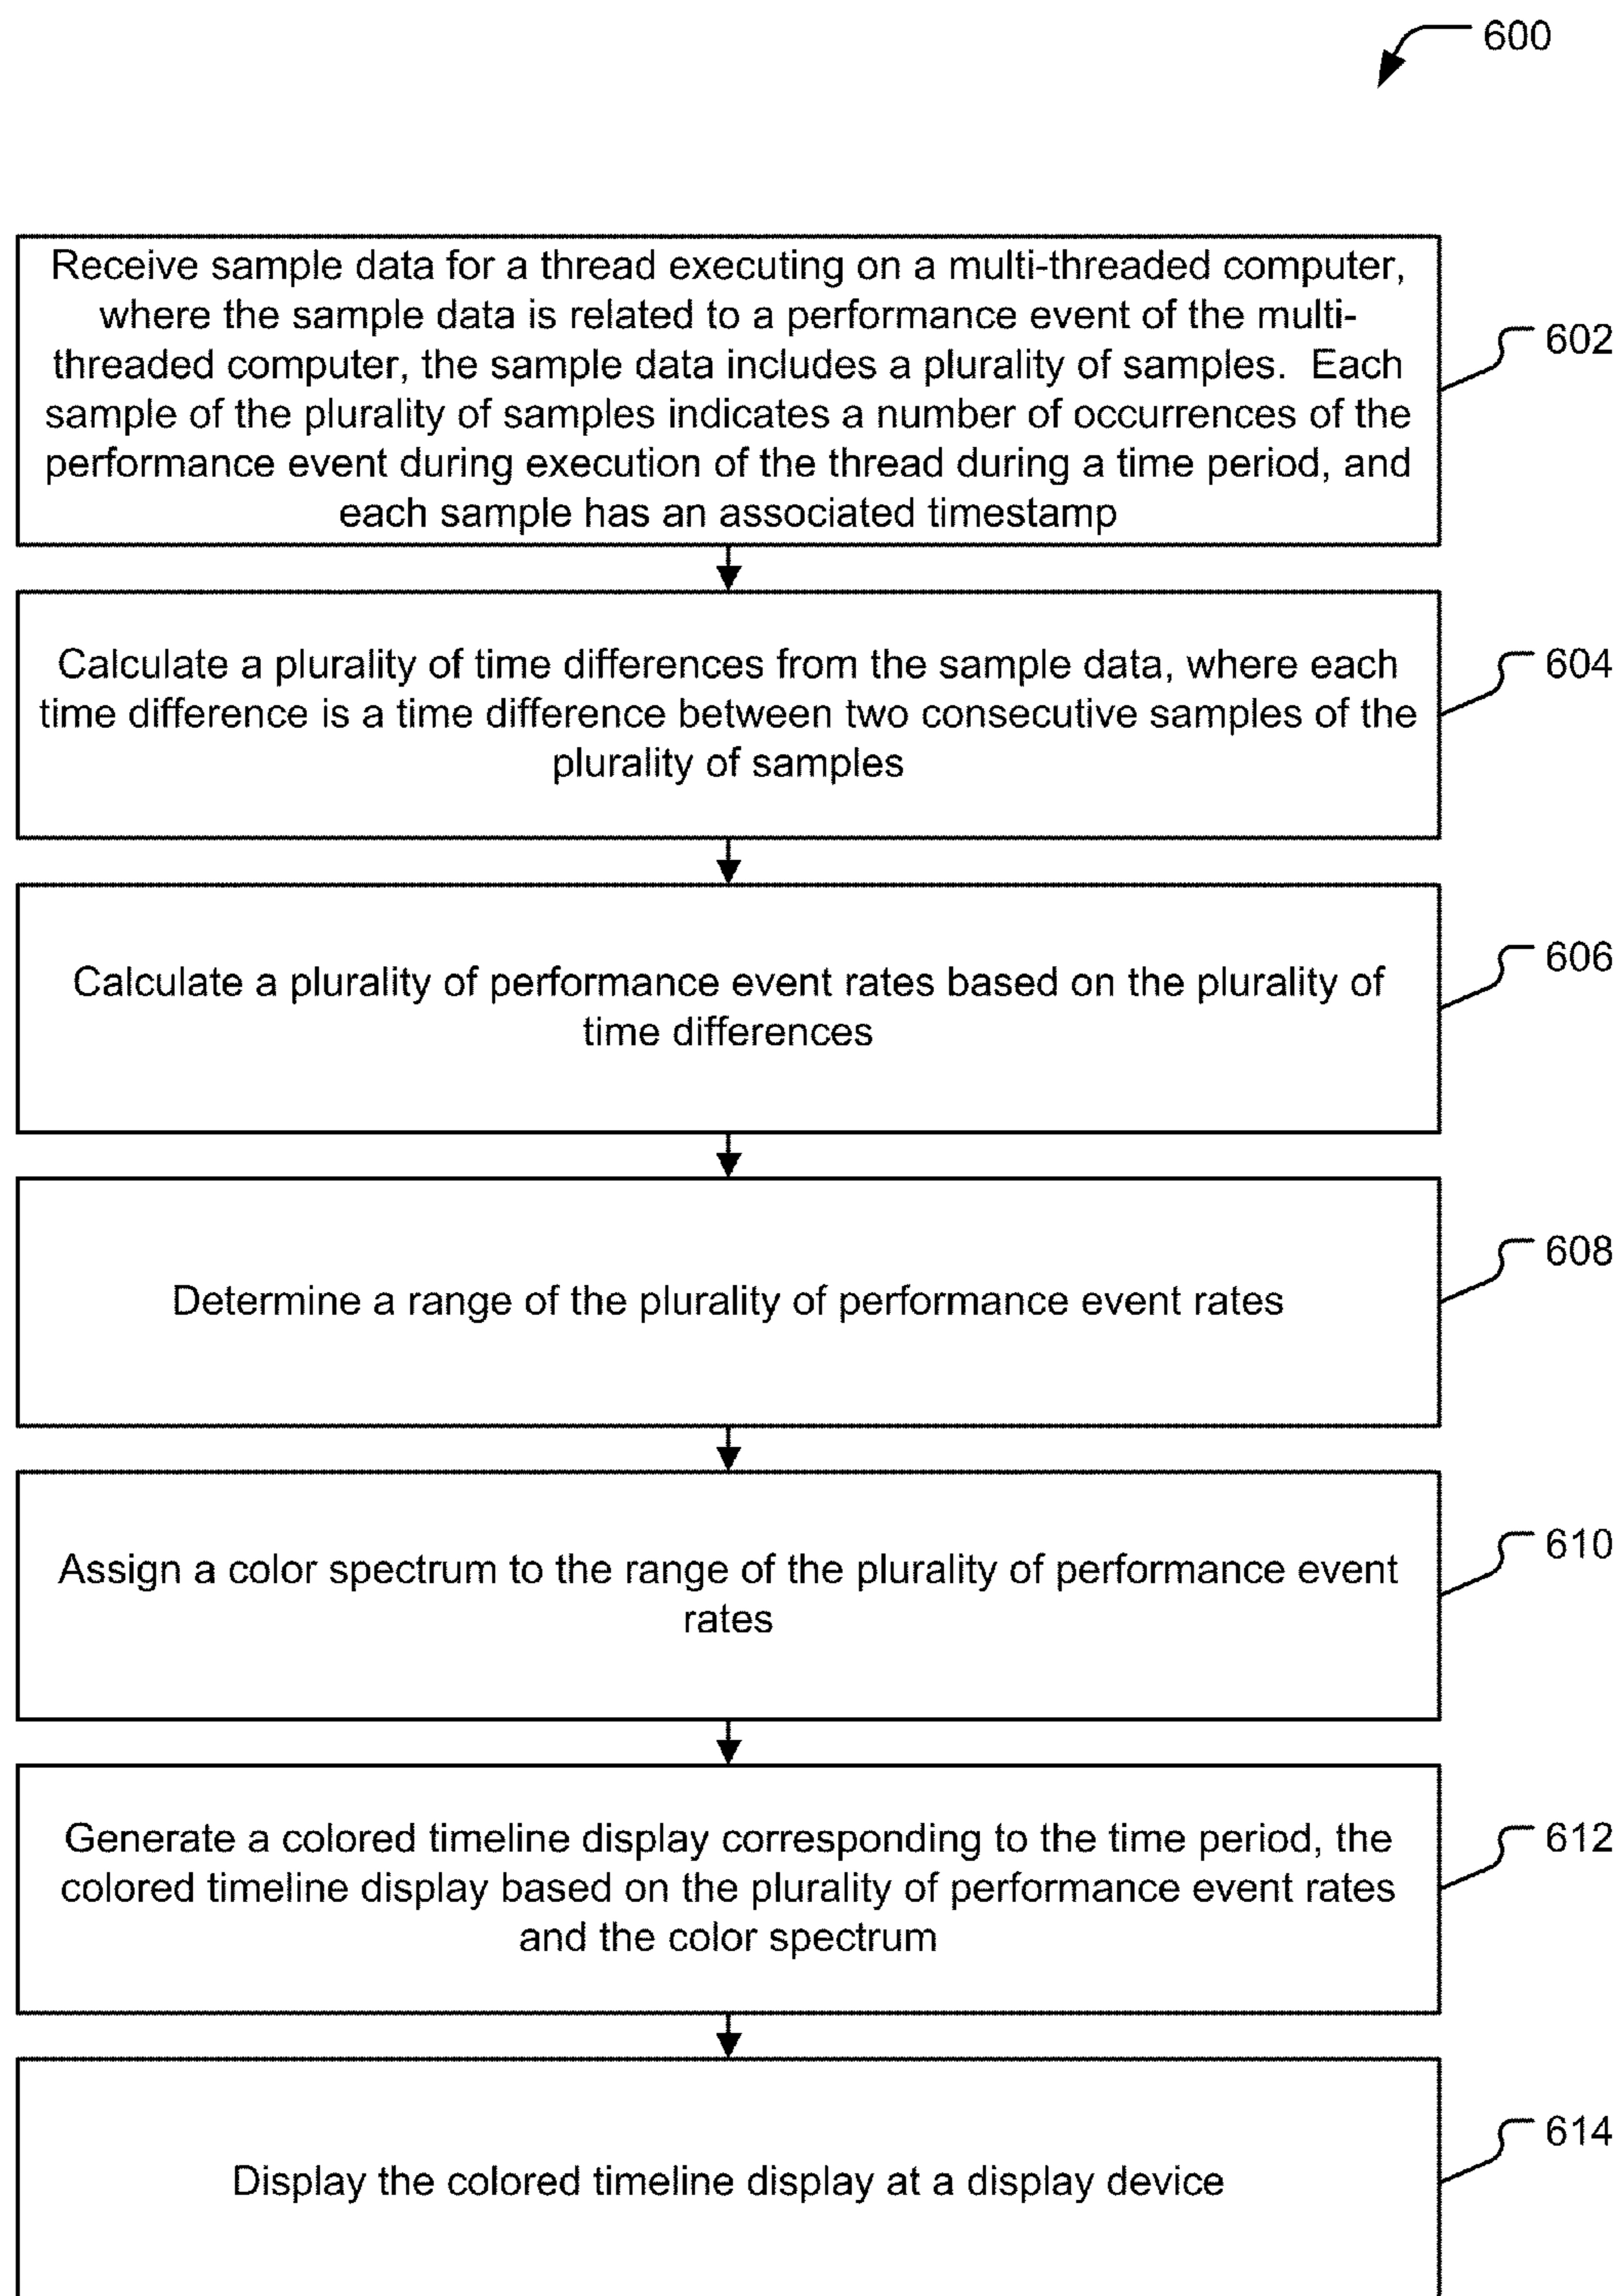 600
Receive sample data for a thread executing on a multi-threaded computer,
where the sample data is related to a performance event of the multi-
threaded computer, the sample data includes a plurality of samples.  Each
sample of the plurality of samples indicates a number of occurrences of the
performance event during execution of the thread during a time period, and
each sample has an associated timestamp
602
Calculate a plurality of time differences from the sample data, where each
time difference is a time difference between two consecutive samples of the
plurality of samples
604
Calculate a plurality of performance event rates based on the plurality of
time differences
606
Determine a range of the plurality of performance event rates
608
Assign a color spectrum to the range of the plurality of performance event
rates
610
Generate a colored timeline display corresponding to the time period, the
colored timeline display based on the plurality of performance event rates
and the color spectrum
612
Display the colored timeline display at a display device
614